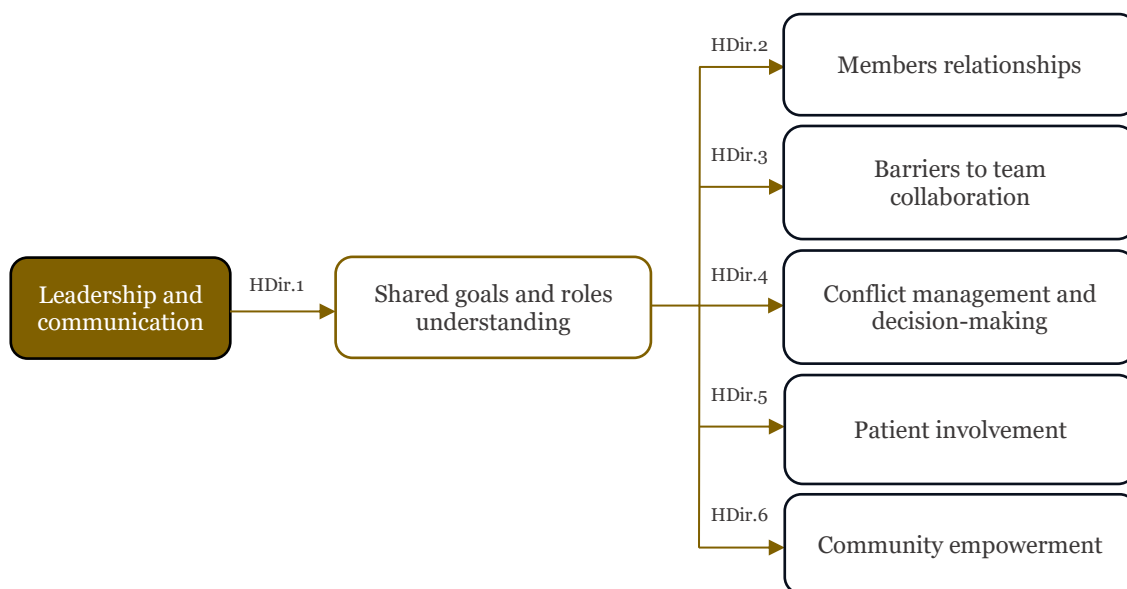 HDir.2
Members relationships
HDir.3
Barriers to team
collaboration
Leadership and
communication
HDir.1
Shared goals and roles
understanding
HDir.4
Conflict management and
decision-making
HDir.5
Patient involvement
HDir.6
Community empowerment